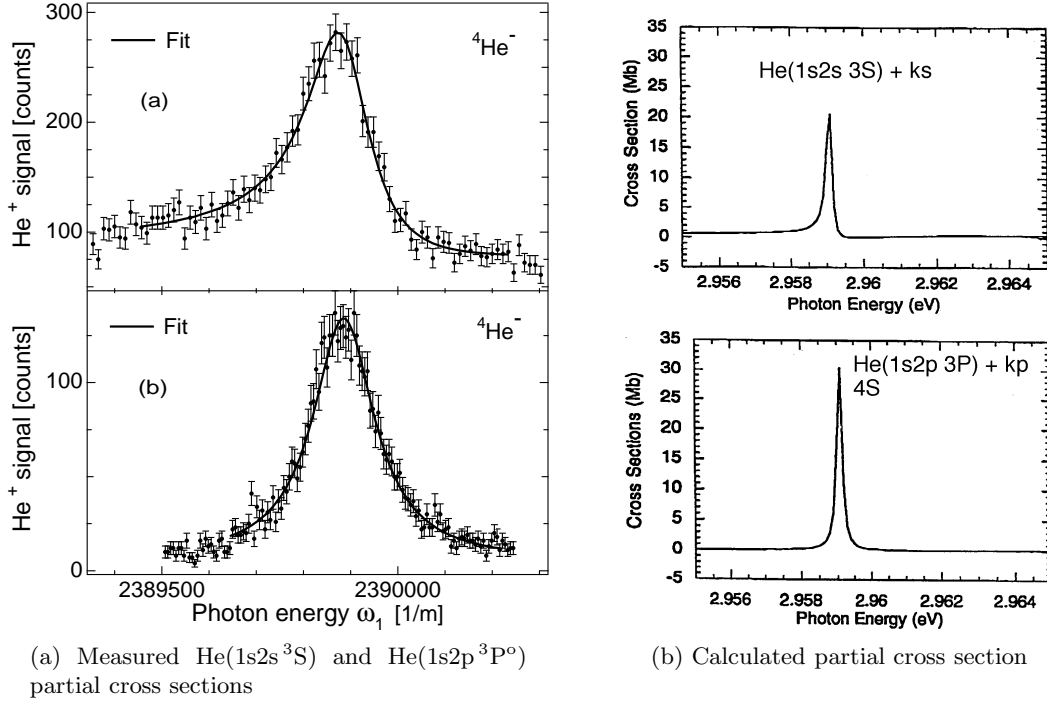 300
Fit
⁴He⁻
(a)
200
100
He⁺ signal [counts]
Fit
⁴He⁻
(b)
100
0
He⁺ signal [counts]
2389500
2390000
Photon energy ω₁ [1/m]
(a) Measured He(1s2s ³S) and He(1s2p ³Pᵒ)
partial cross sections
35
30
25
20
15
10
5
0
-5
Cross Section (Mb)
He(1s2s 3S) + ks
2.956
2.958
2.96
2.962
2.964
Photon Energy (eV)
35
30
25
20
15
10
5
0
-5
Cross Sections (Mb)
He(1s2p 3P) + kp
4S
2.956
2.958
2.96
2.962
2.964
Photon Energy (eV)
(b) Calculated partial cross section